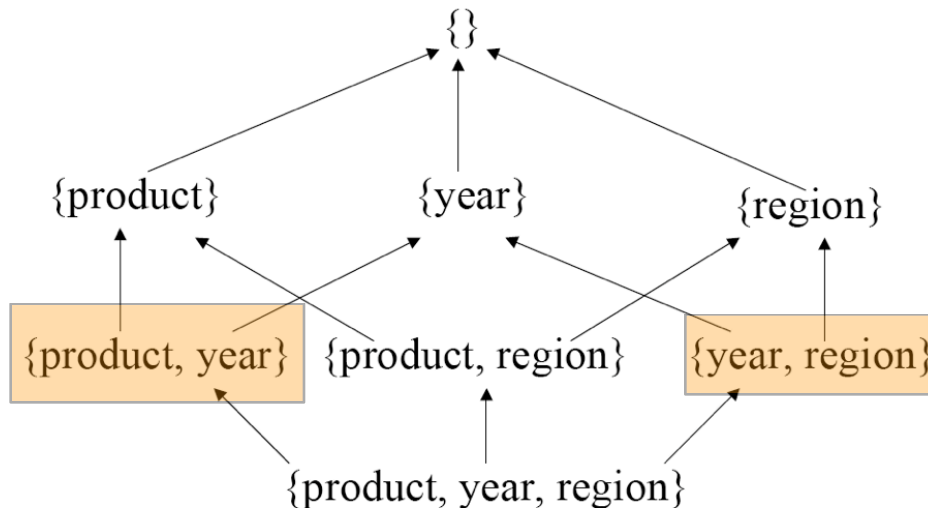 {}
{product} {year} {region}
{product, year} {product, region} {year, region}
{product, year, region}